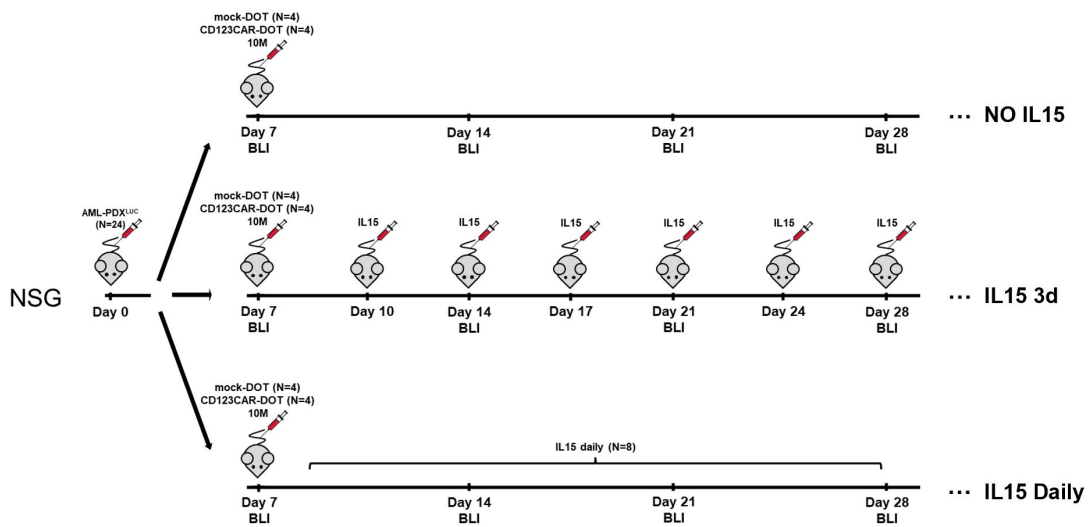 mock-DOT (N=4)
CD123CAR-DOT (N=4)
10M
Day 7
BLI
Day 14
BLI
Day 21
BLI
Day 28
BLI
... NO IL15
NSG
AML-PDXLUC
(N=24)
Day 0
mock-DOT (N=4)
CD123CAR-DOT (N=4)
10M
IL15
IL15
IL15
IL15
IL15
IL15
Day 7
BLI
Day 10
Day 14
BLI
Day 17
Day 21
BLI
Day 24
Day 28
BLI
... IL15 3d
mock-DOT (N=4)
CD123CAR-DOT (N=4)
10M
IL15 daily (N=8)
Day 7
BLI
Day 14
BLI
Day 21
BLI
Day 28
BLI
... IL15 Daily